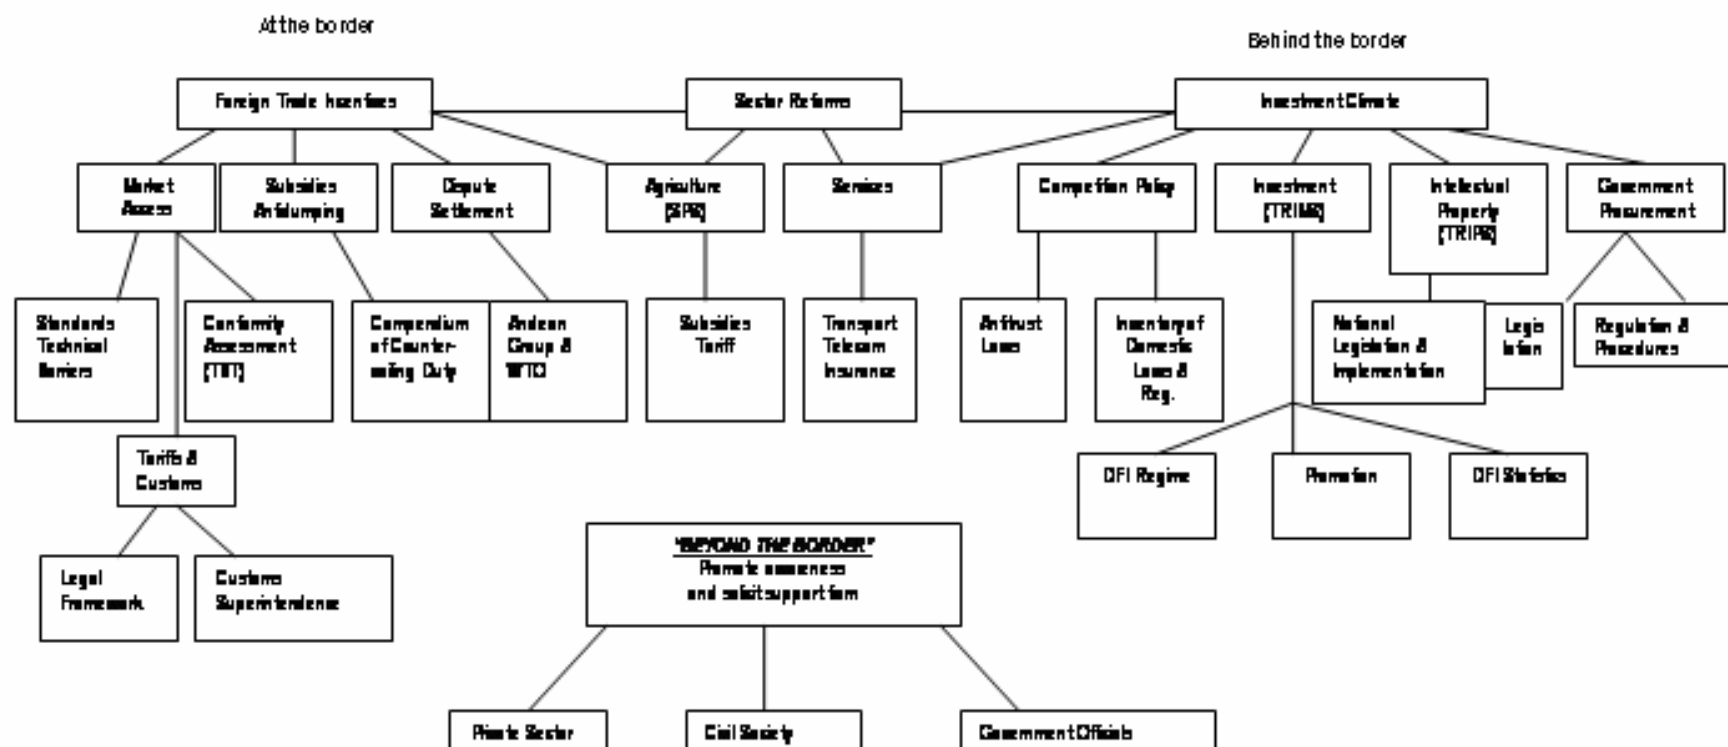 At the border
Behind the border
Foreign Trade Incentives
Sector Reforms
Investment Climate
Market
Access
Subsidies
Antidumping
Dispute
Settlement
Agriculture
(SPS)
Services
Competition Policy
Investment
(TRIMS)
Intellectual
Property
(TRIPS)
Government
Procurement
Standards
Technical
Barriers
Conformity
Assessment
(TBT)
Compendium
of Counter-
vailing Duty
Andean
Group &
WTO
Subsidies
Tariff
Transport
Telecom
Insurance
Antitrust
Laws
Inventory of
Domestic
Laws &
Reg.
National
Legislation &
Implementation
Legis
lation
Regulation &
Procedures
Tariffs &
Customs
DFI Regime
Promotion
DFI Statistics
Legal
Framework
Customs
Superintendence
"BEYOND THE BORDER"
Promote awareness
and solicit support from
Private Sector
Civil Society
Government Officials